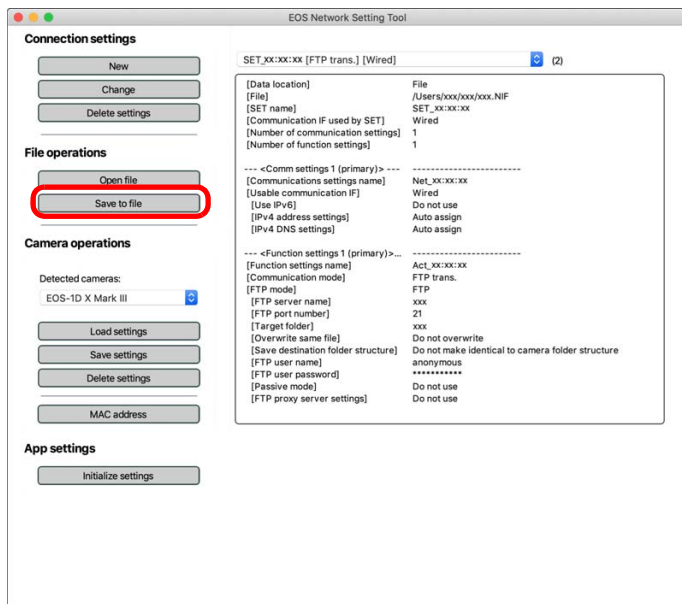 EOS Network Setting Tool
Connection settings
New
Change
Delete settings
File operations
Open file
Save to file
Camera operations
Detected cameras:
EOS-1D X Mark III
Load settings
Save settings
Delete settings
MAC address
App settings
Initialize settings
SET_xx:xx:xx [FTP trans.] [Wired] (2)
[Data location] File
[File] /Users/xxx/xxx/xxx.NIF
[SET name] SET_xx:xx:xx
[Communication IF used by SET] Wired
[Number of communication settings] 1
[Number of function settings] 1
--- <Comm settings 1 (primary)> --- ------------------------
[Communications settings name] Net_xx:xx:xx
[Usable communication IF] Wired
[Use IPv6] Do not use
[IPv4 address settings] Auto assign
[IPv4 DNS settings] Auto assign
--- <Function settings 1 (primary)>... ------------------------
[Function settings name] Act_xx:xx:xx
[Communication mode] FTP trans.
[FTP mode] FTP
[FTP server name] xxx
[FTP port number] 21
[Target folder] xxx
[Overwrite same file] Do not overwrite
[Save destination folder structure] Do not make identical to camera folder structure
[FTP user name] anonymous
[FTP user password] ***********
[Passive mode] Do not use
[FTP proxy server settings] Do not use